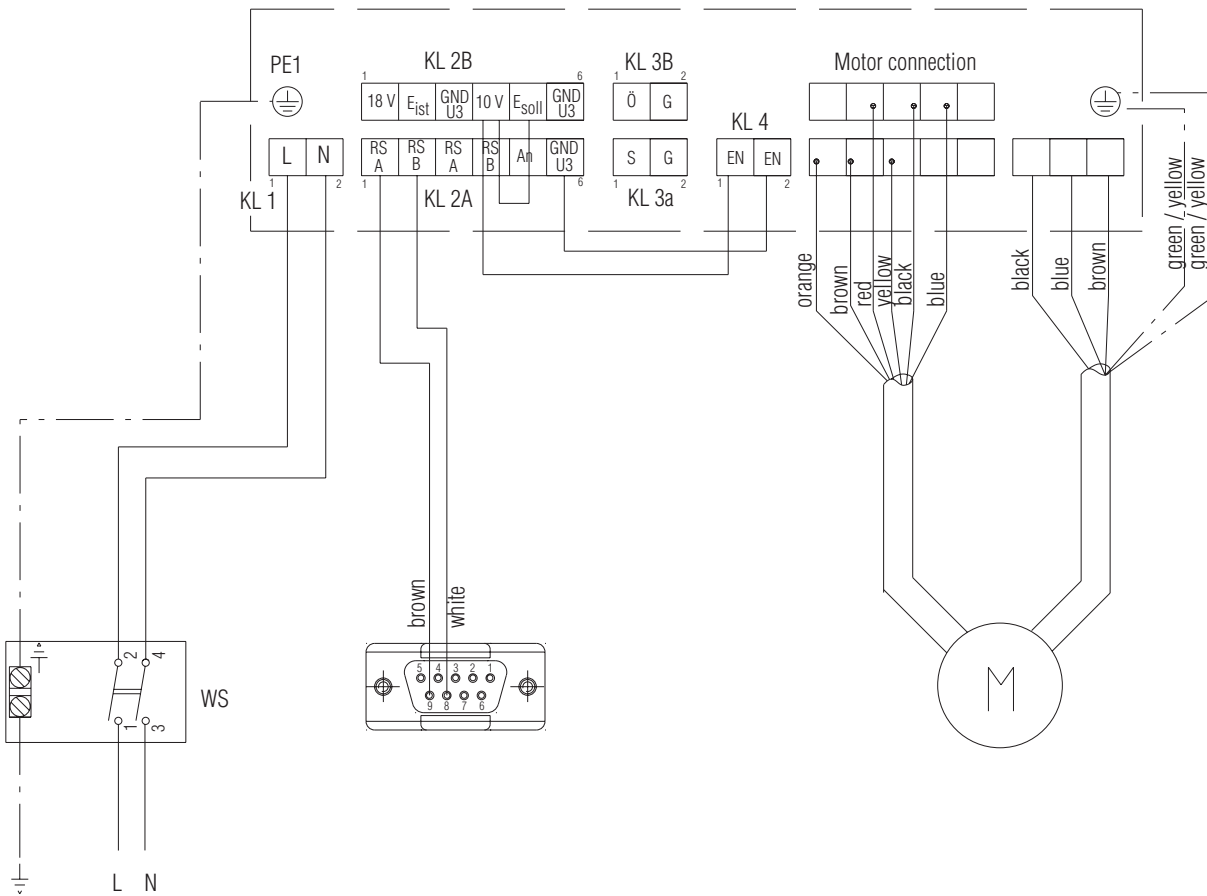 PE1
KL 2B
KL 3B
Motor connection
1
6
1
2
18 V
E_ist
GND U3
10 V
E_soll
GND U3
Ö
G
KL 4
L
N
RS A
RS B
RS A
RS B
An
GND U3
S
G
EN
EN
1
2
1
6
1
2
1
2
KL 1
KL 2A
KL 3a
orange
brown
red
yellow
black
blue
black
blue
brown
green / yellow
green / yellow
brown
white
2
4
1
3
WS
5
4
3
2
1
9
8
7
6
M
L
N